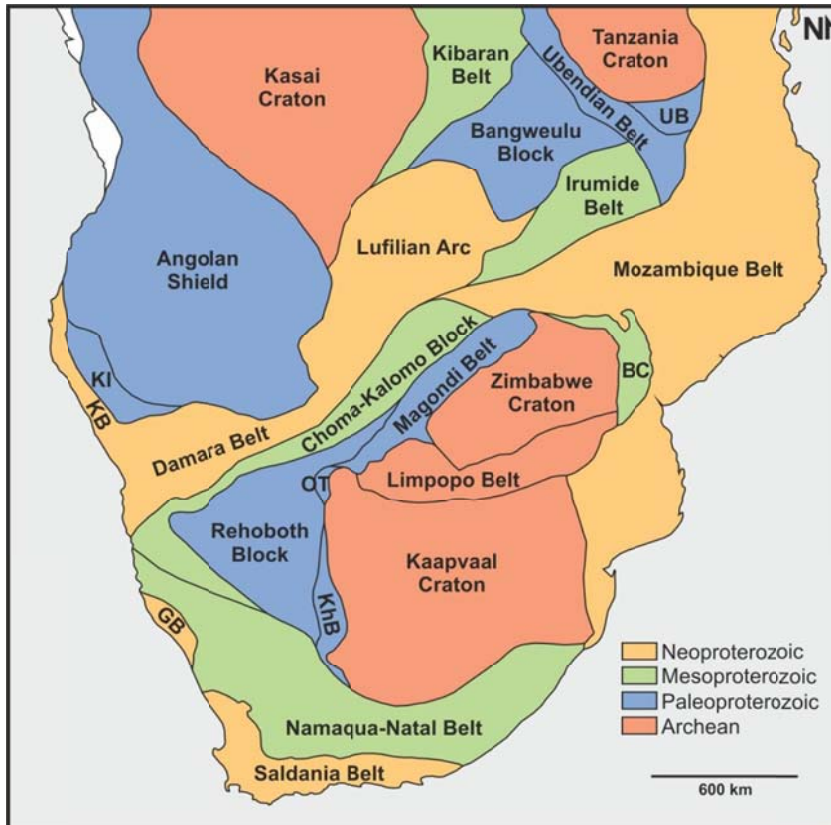 Kasai
Craton
Kibaran
Belt
Tanzania
Craton
Ubendian Belt
UB
Bangweulu
Block
Irumide
Belt
Angolan
Shield
Lufilian Arc
Mozambique Belt
KI
KB
Choma-Kalomo Block
Magondi Belt
Zimbabwe
Craton
BC
Damara Belt
OT
Limpopo Belt
Rehoboth
Block
Kaapvaal
Craton
KhB
GB
Namaqua-Natal Belt
Saldania Belt
Neoproterozoic
Mesoproterozoic
Paleoproterozoic
Archean
600 km